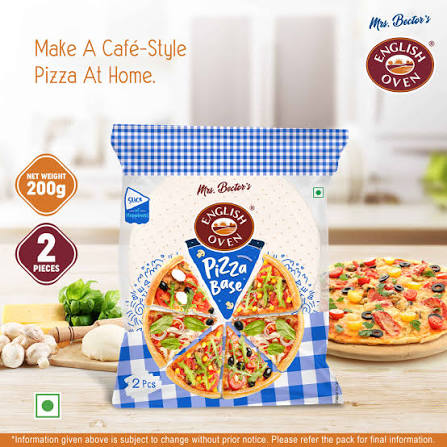 Make A Café-Style
Pizza At Home.
Mrs. Bector's
ENGLISH
OVEN
®
NET WEIGHT
200g
2
PIECES
Mrs. Bector's
ENGLISH
OVEN
®
Pizza
Base
2 Pcs
*Information given above is subject to change without prior notice. Please refer the pack for final information.